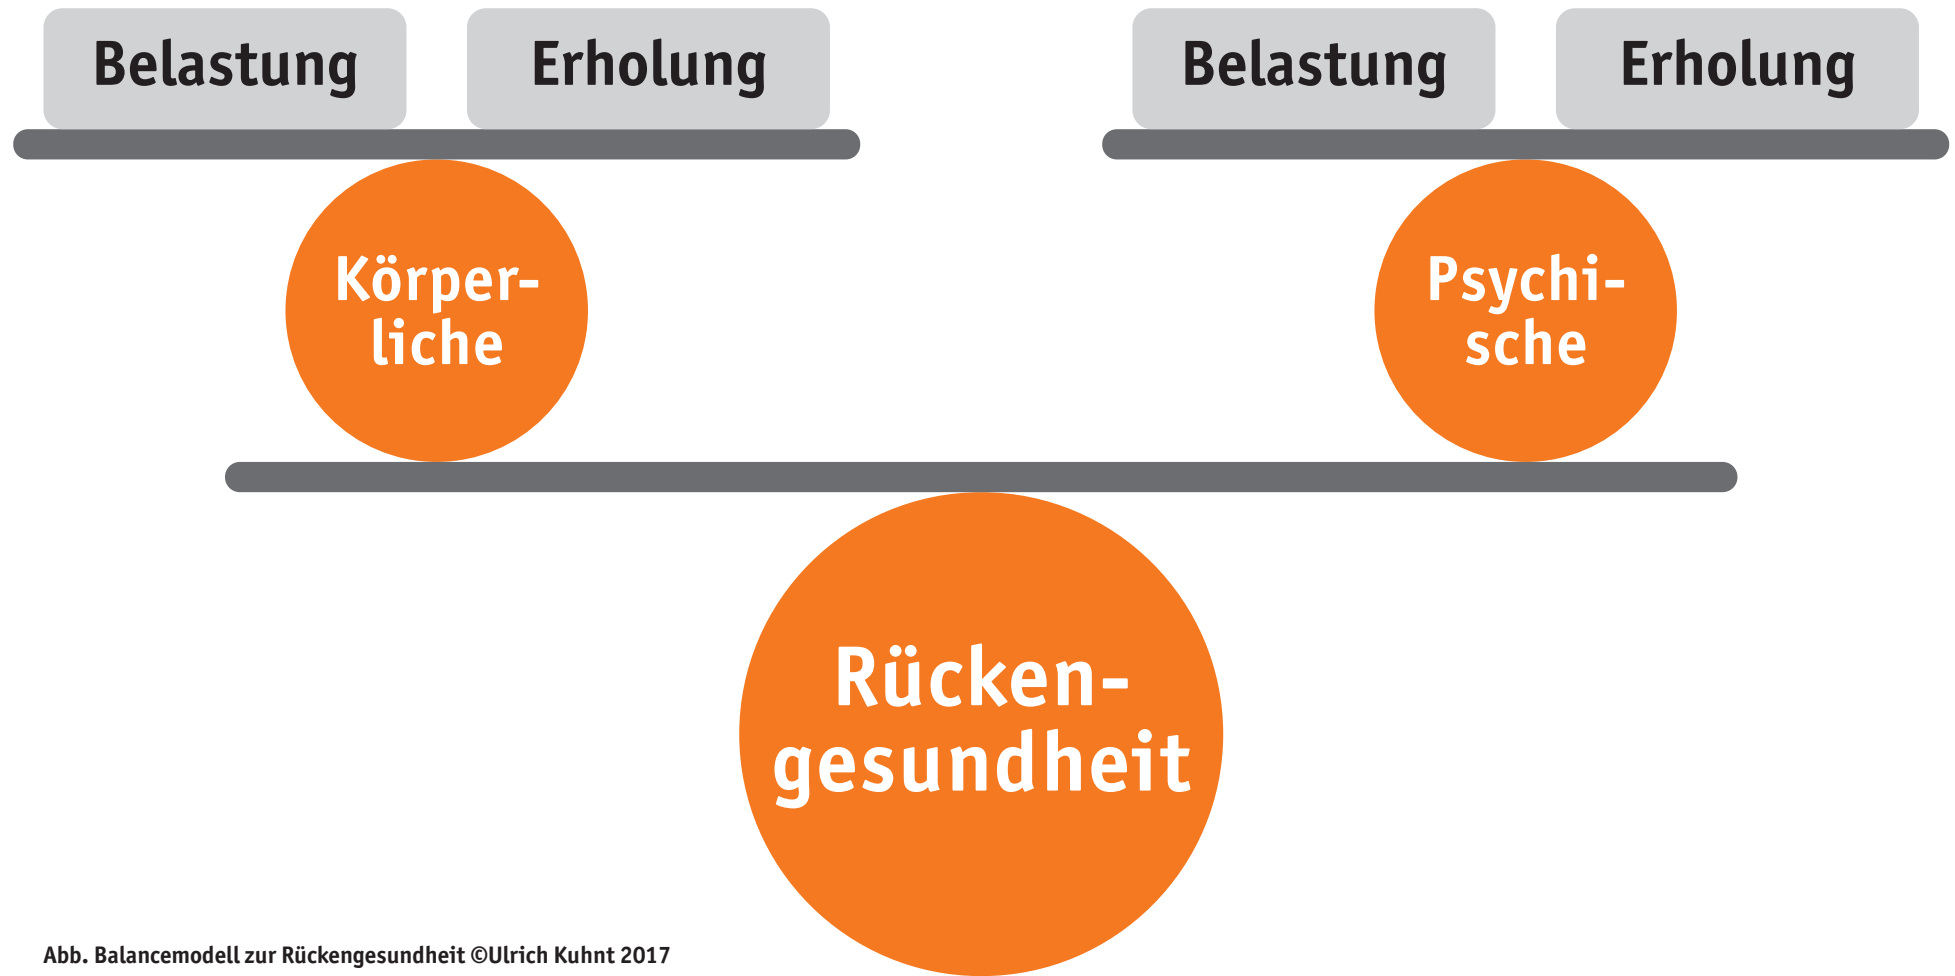 Belastung Erholung Belastung Erholung
Körper-
liche
Psychi-
sche
Rücken-
gesundheit
Abb. Balancemodell zur Rückengesundheit ©Ulrich Kuhnt 2017